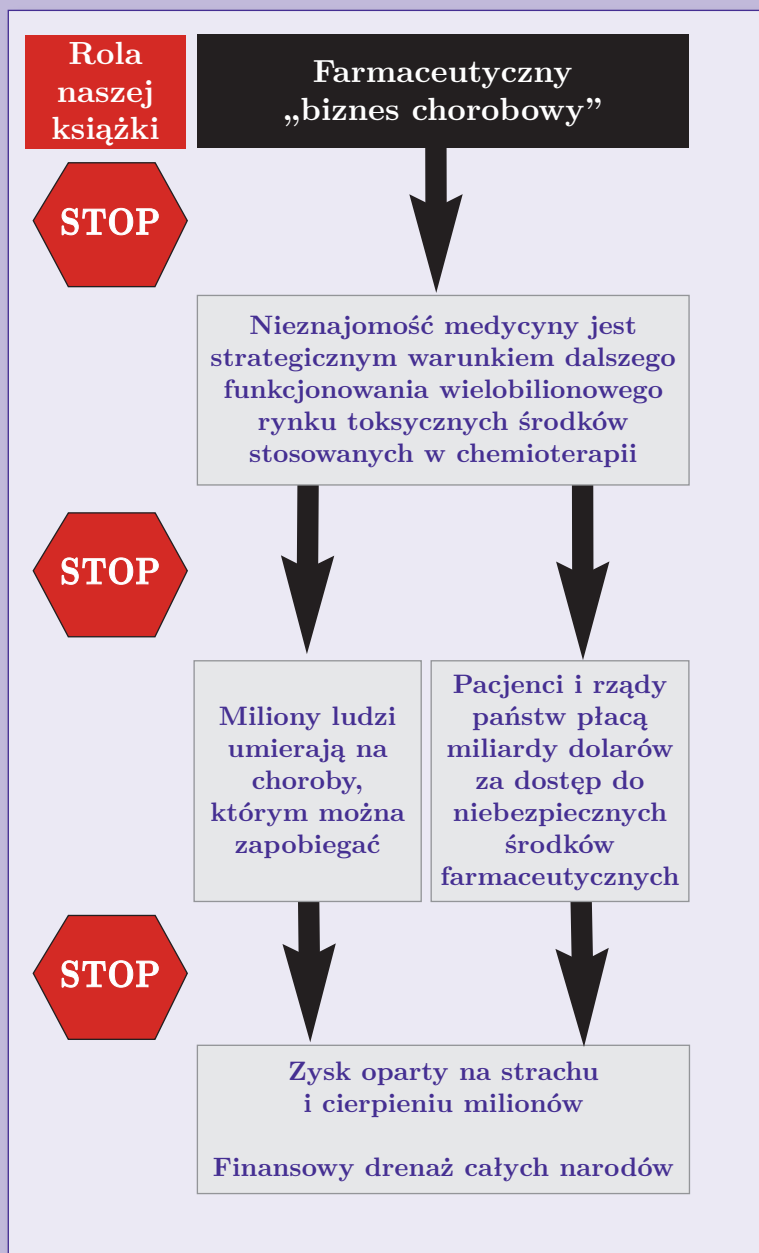 Rola
naszej
książki
Farmaceutyczny
„biznes chorobowy”
STOP
Nieznajomość medycyny jest
strategicznym warunkiem dalszego
funkcjonowania wielobilionowego
rynku toksycznych środków
stosowanych w chemioterapii
STOP
Miliony ludzi
umierają na
choroby,
którym można
zapobiegać
Pacjenci i rządy
państw płacą
miliardy dolarów
za dostęp do
niebezpiecznych
środków
farmaceutycznych
STOP
Zysk oparty na strachu
i cierpieniu milionów
Finansowy drenaż całych narodów